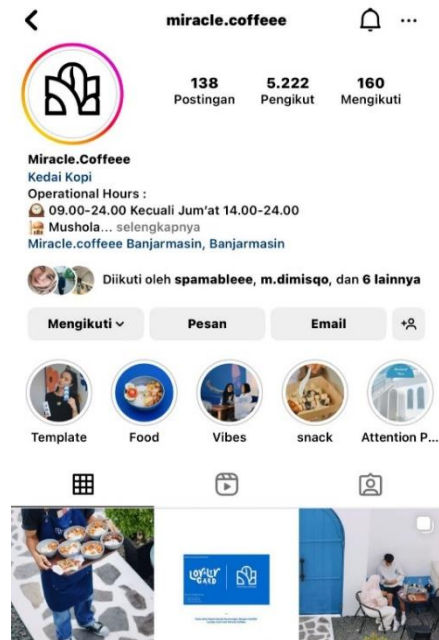 miracle.coffeee
138 5.222 160
Postingan Pengikut Mengikuti
Miracle.Coffeee
Kedai Kopi
Operational Hours :
09.00-24.00 Kecuali Jum'at 14.00-24.00
Mushola... selengkapnya
Miracle.coffeee Banjarmasin, Banjarmasin
Diikuti oleh spamableee, m.dimisqo, dan 6 lainnya
Mengikuti Pesan Email
Template Food Vibes snack Attention P...
LOYALTY
CARD